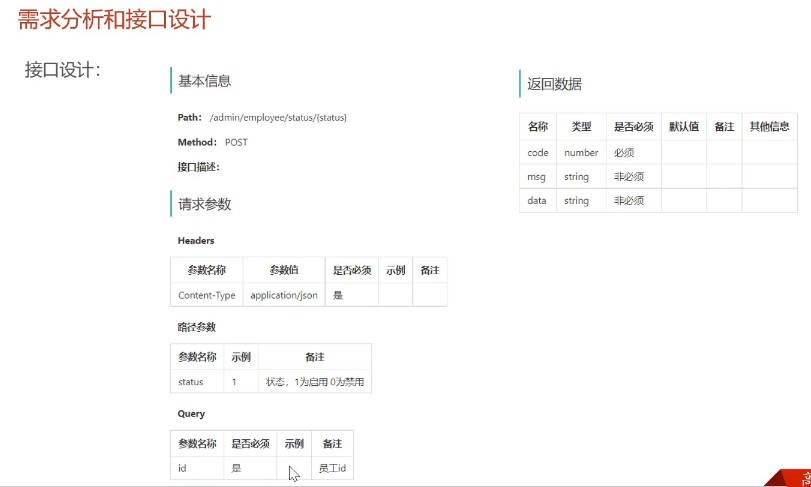 需求分析和接口设计
接口设计：
基本信息
Path： /admin/employee/status/{status}
Method： POST
接口描述：
请求参数
Headers
参数名称 参数值 是否必须 示例 备注
Content-Type application/json 是
路径参数
参数名称 示例 备注
status 1 状态，1为启用 0为禁用
Query
参数名称 是否必须 示例 备注
id 是 员工id
返回数据
名称 类型 是否必须 默认值 备注 其他信息
code number 必须
msg string 非必须
data string 非必须
高